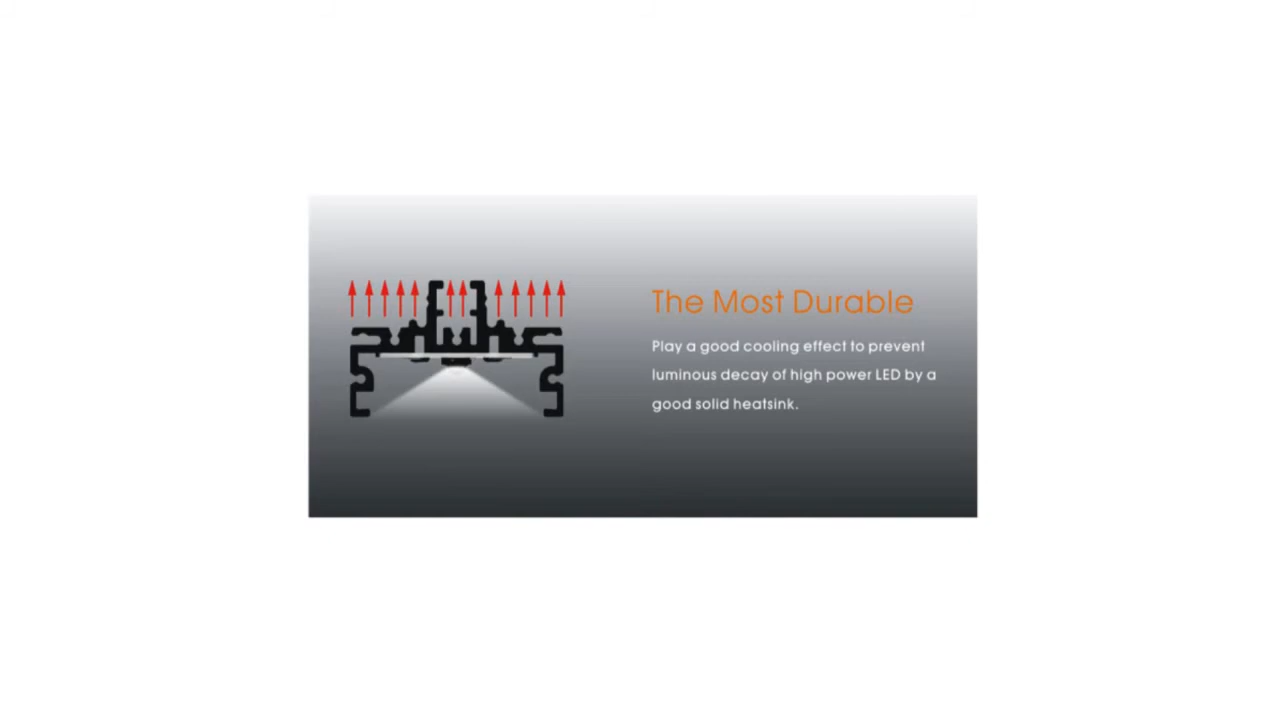 The Most Durable
Play a good cooling effect to prevent
luminous decay of high power LED by a
good solid heatsink.